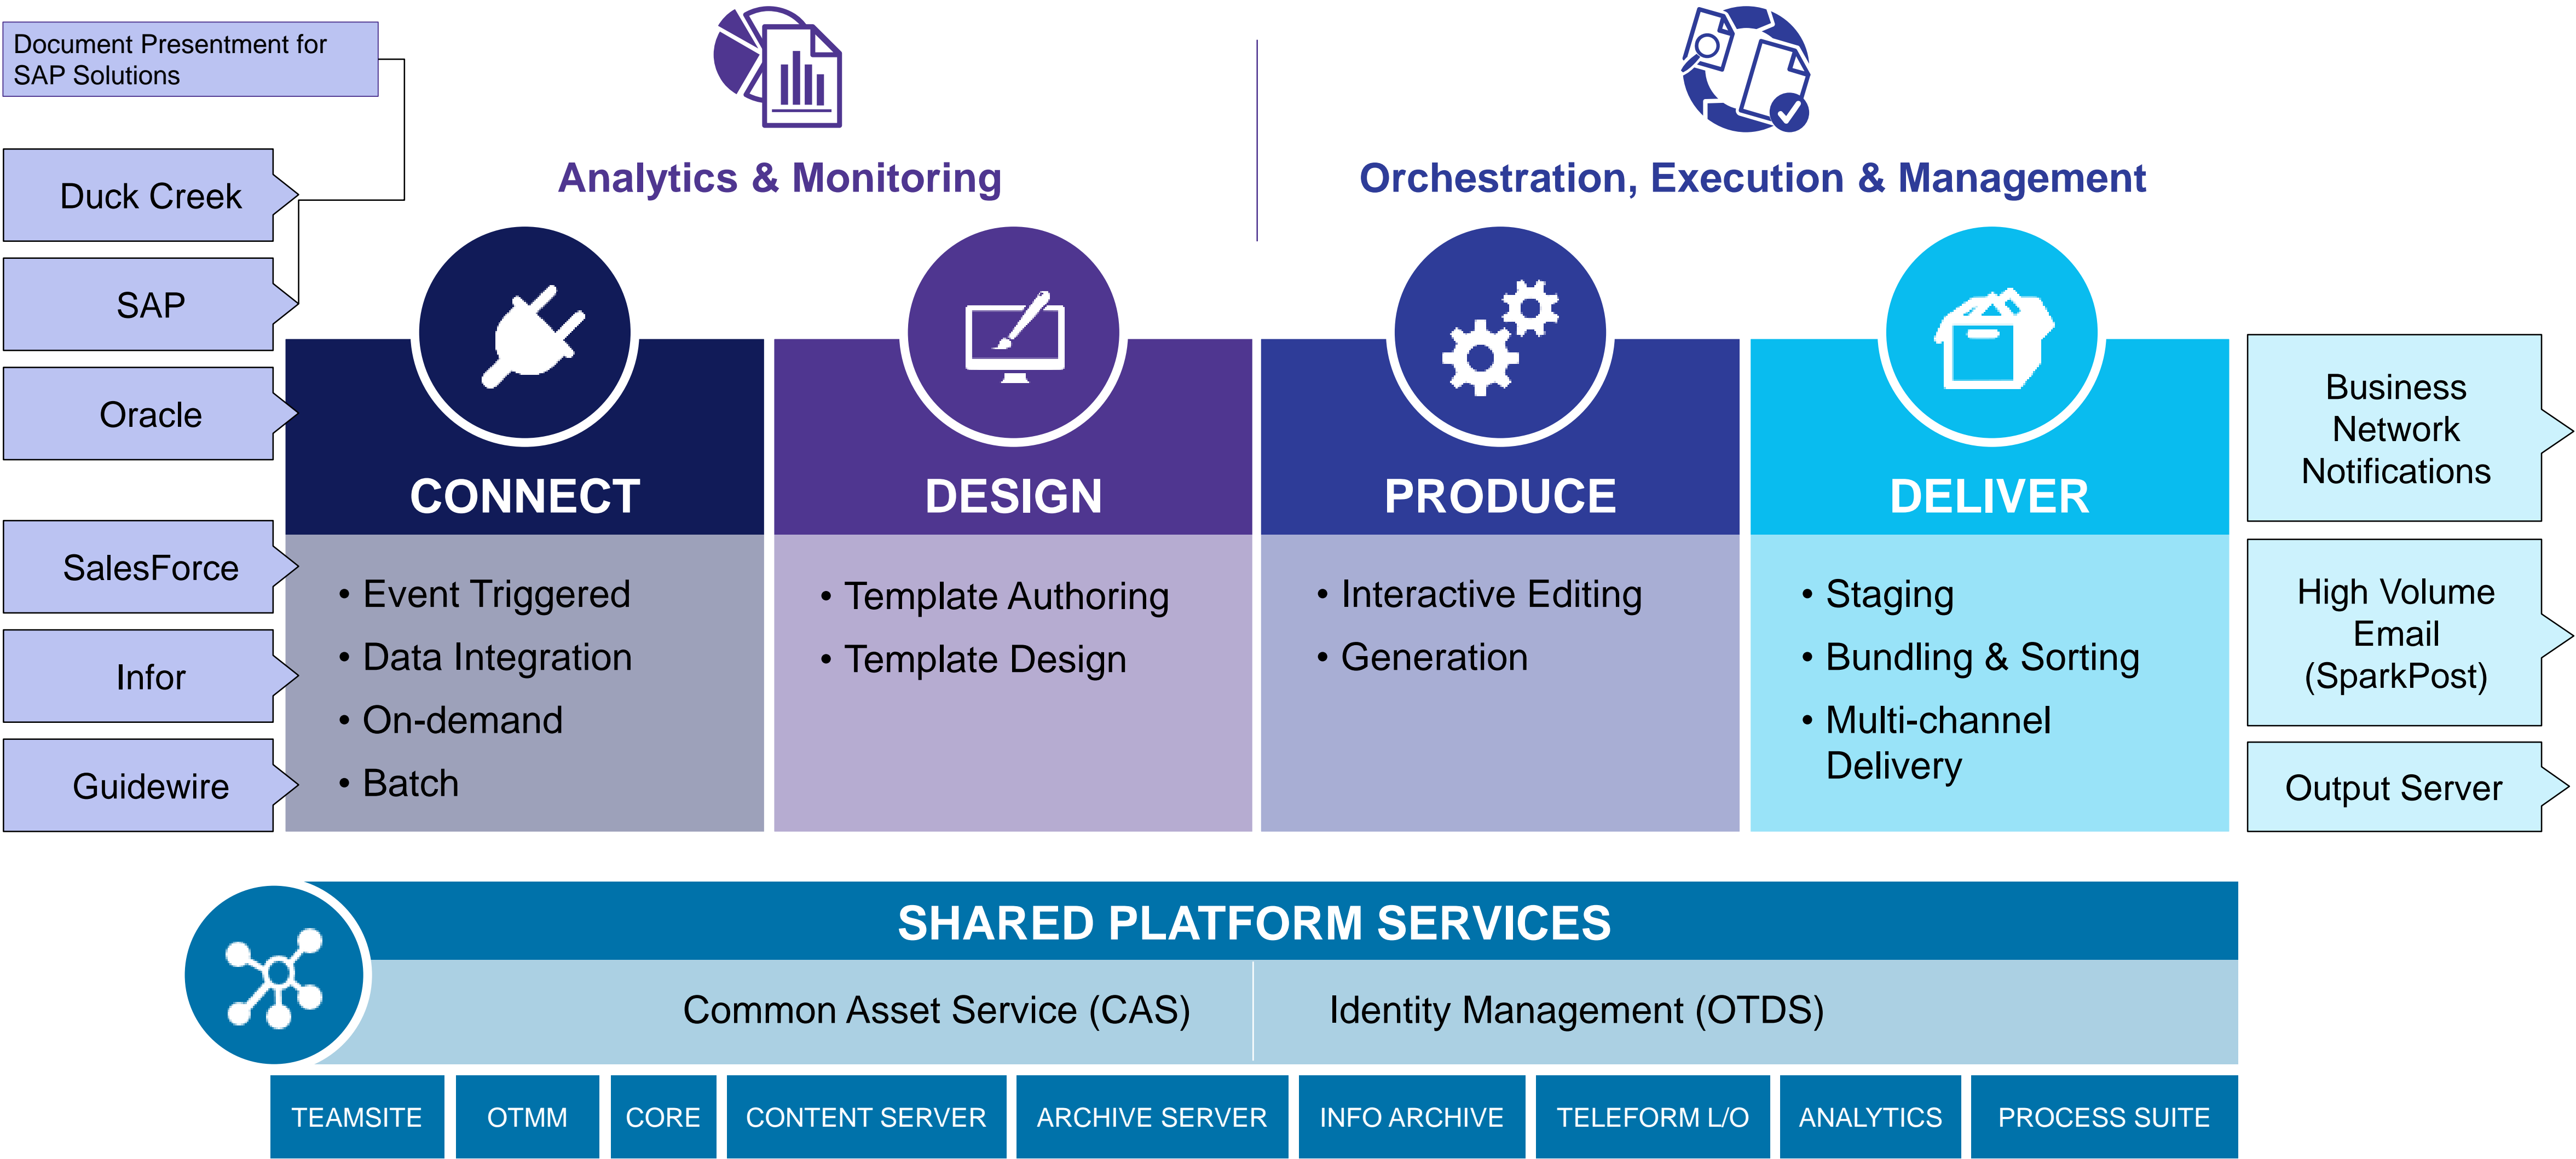 Document Presentment for
SAP Solutions
Analytics & Monitoring
Orchestration, Execution & Management
Duck Creek
SAP
Oracle
SalesForce
Infor
Guidewire
CONNECT
• Event Triggered
• Data Integration
• On-demand
• Batch
DESIGN
• Template Authoring
• Template Design
PRODUCE
• Interactive Editing
• Generation
DELIVER
• Staging
• Bundling & Sorting
• Multi-channel
Delivery
Business
Network
Notifications
High Volume
Email
(SparkPost)
Output Server
SHARED PLATFORM SERVICES
Common Asset Service (CAS)
Identity Management (OTDS)
TEAMSITE
OTMM
CORE
CONTENT SERVER
ARCHIVE SERVER
INFO ARCHIVE
TELEFORM L/O
ANALYTICS
PROCESS SUITE